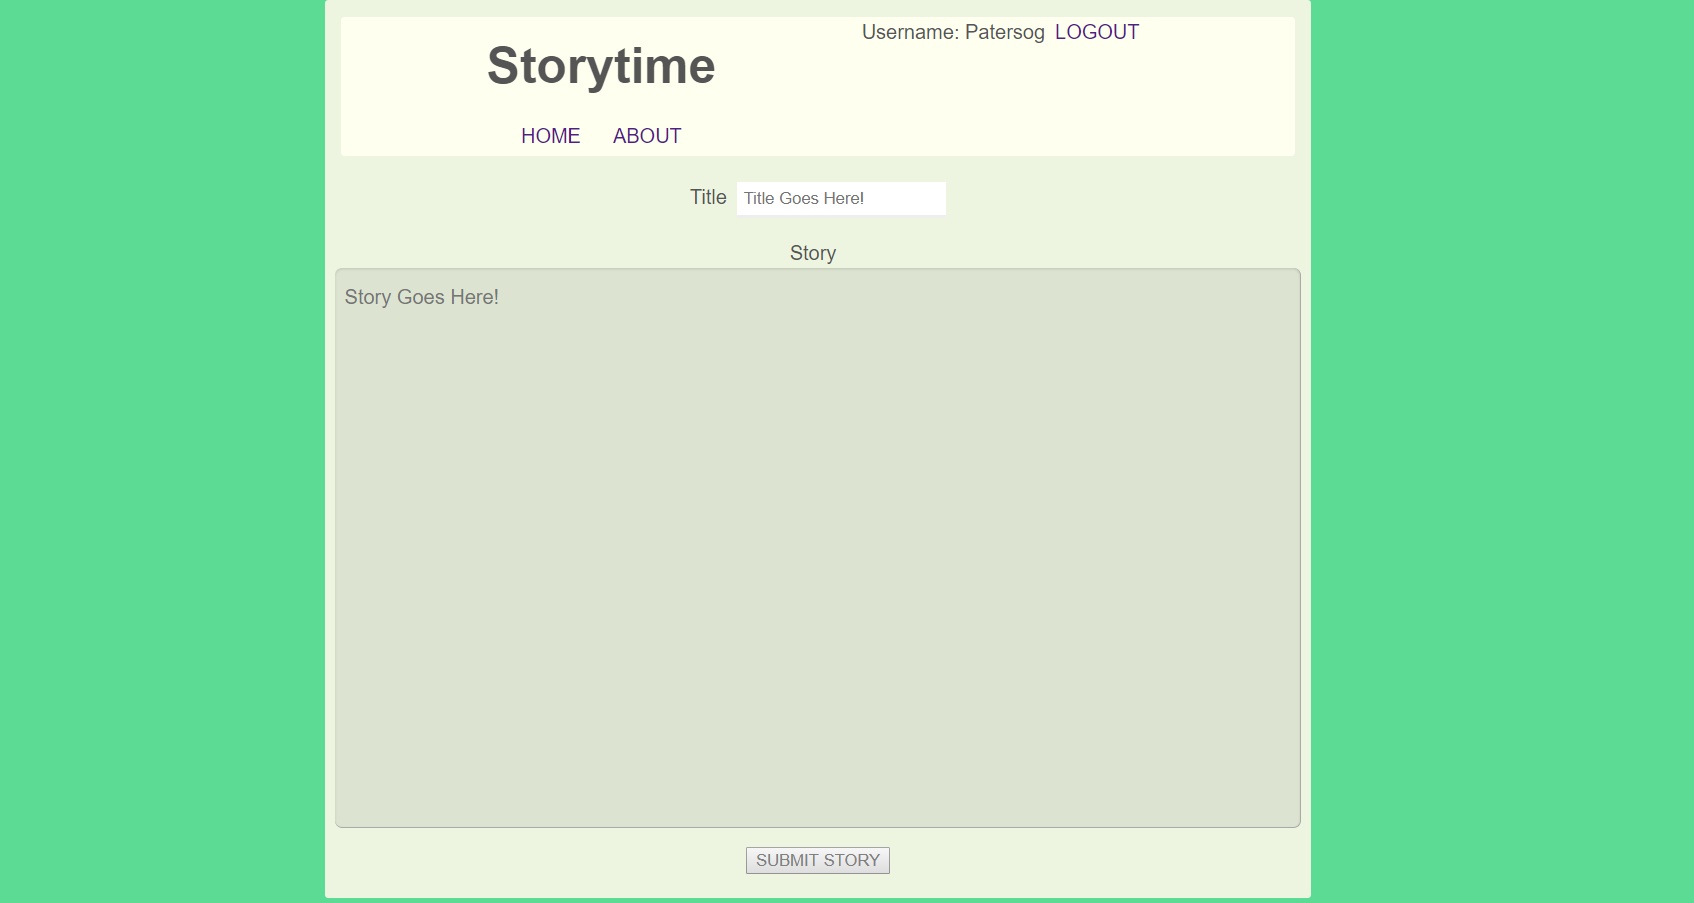 Storytime
Username: Patersog LOGOUT
HOME ABOUT
Title Title Goes Here!
Story
Story Goes Here!
SUBMIT STORY